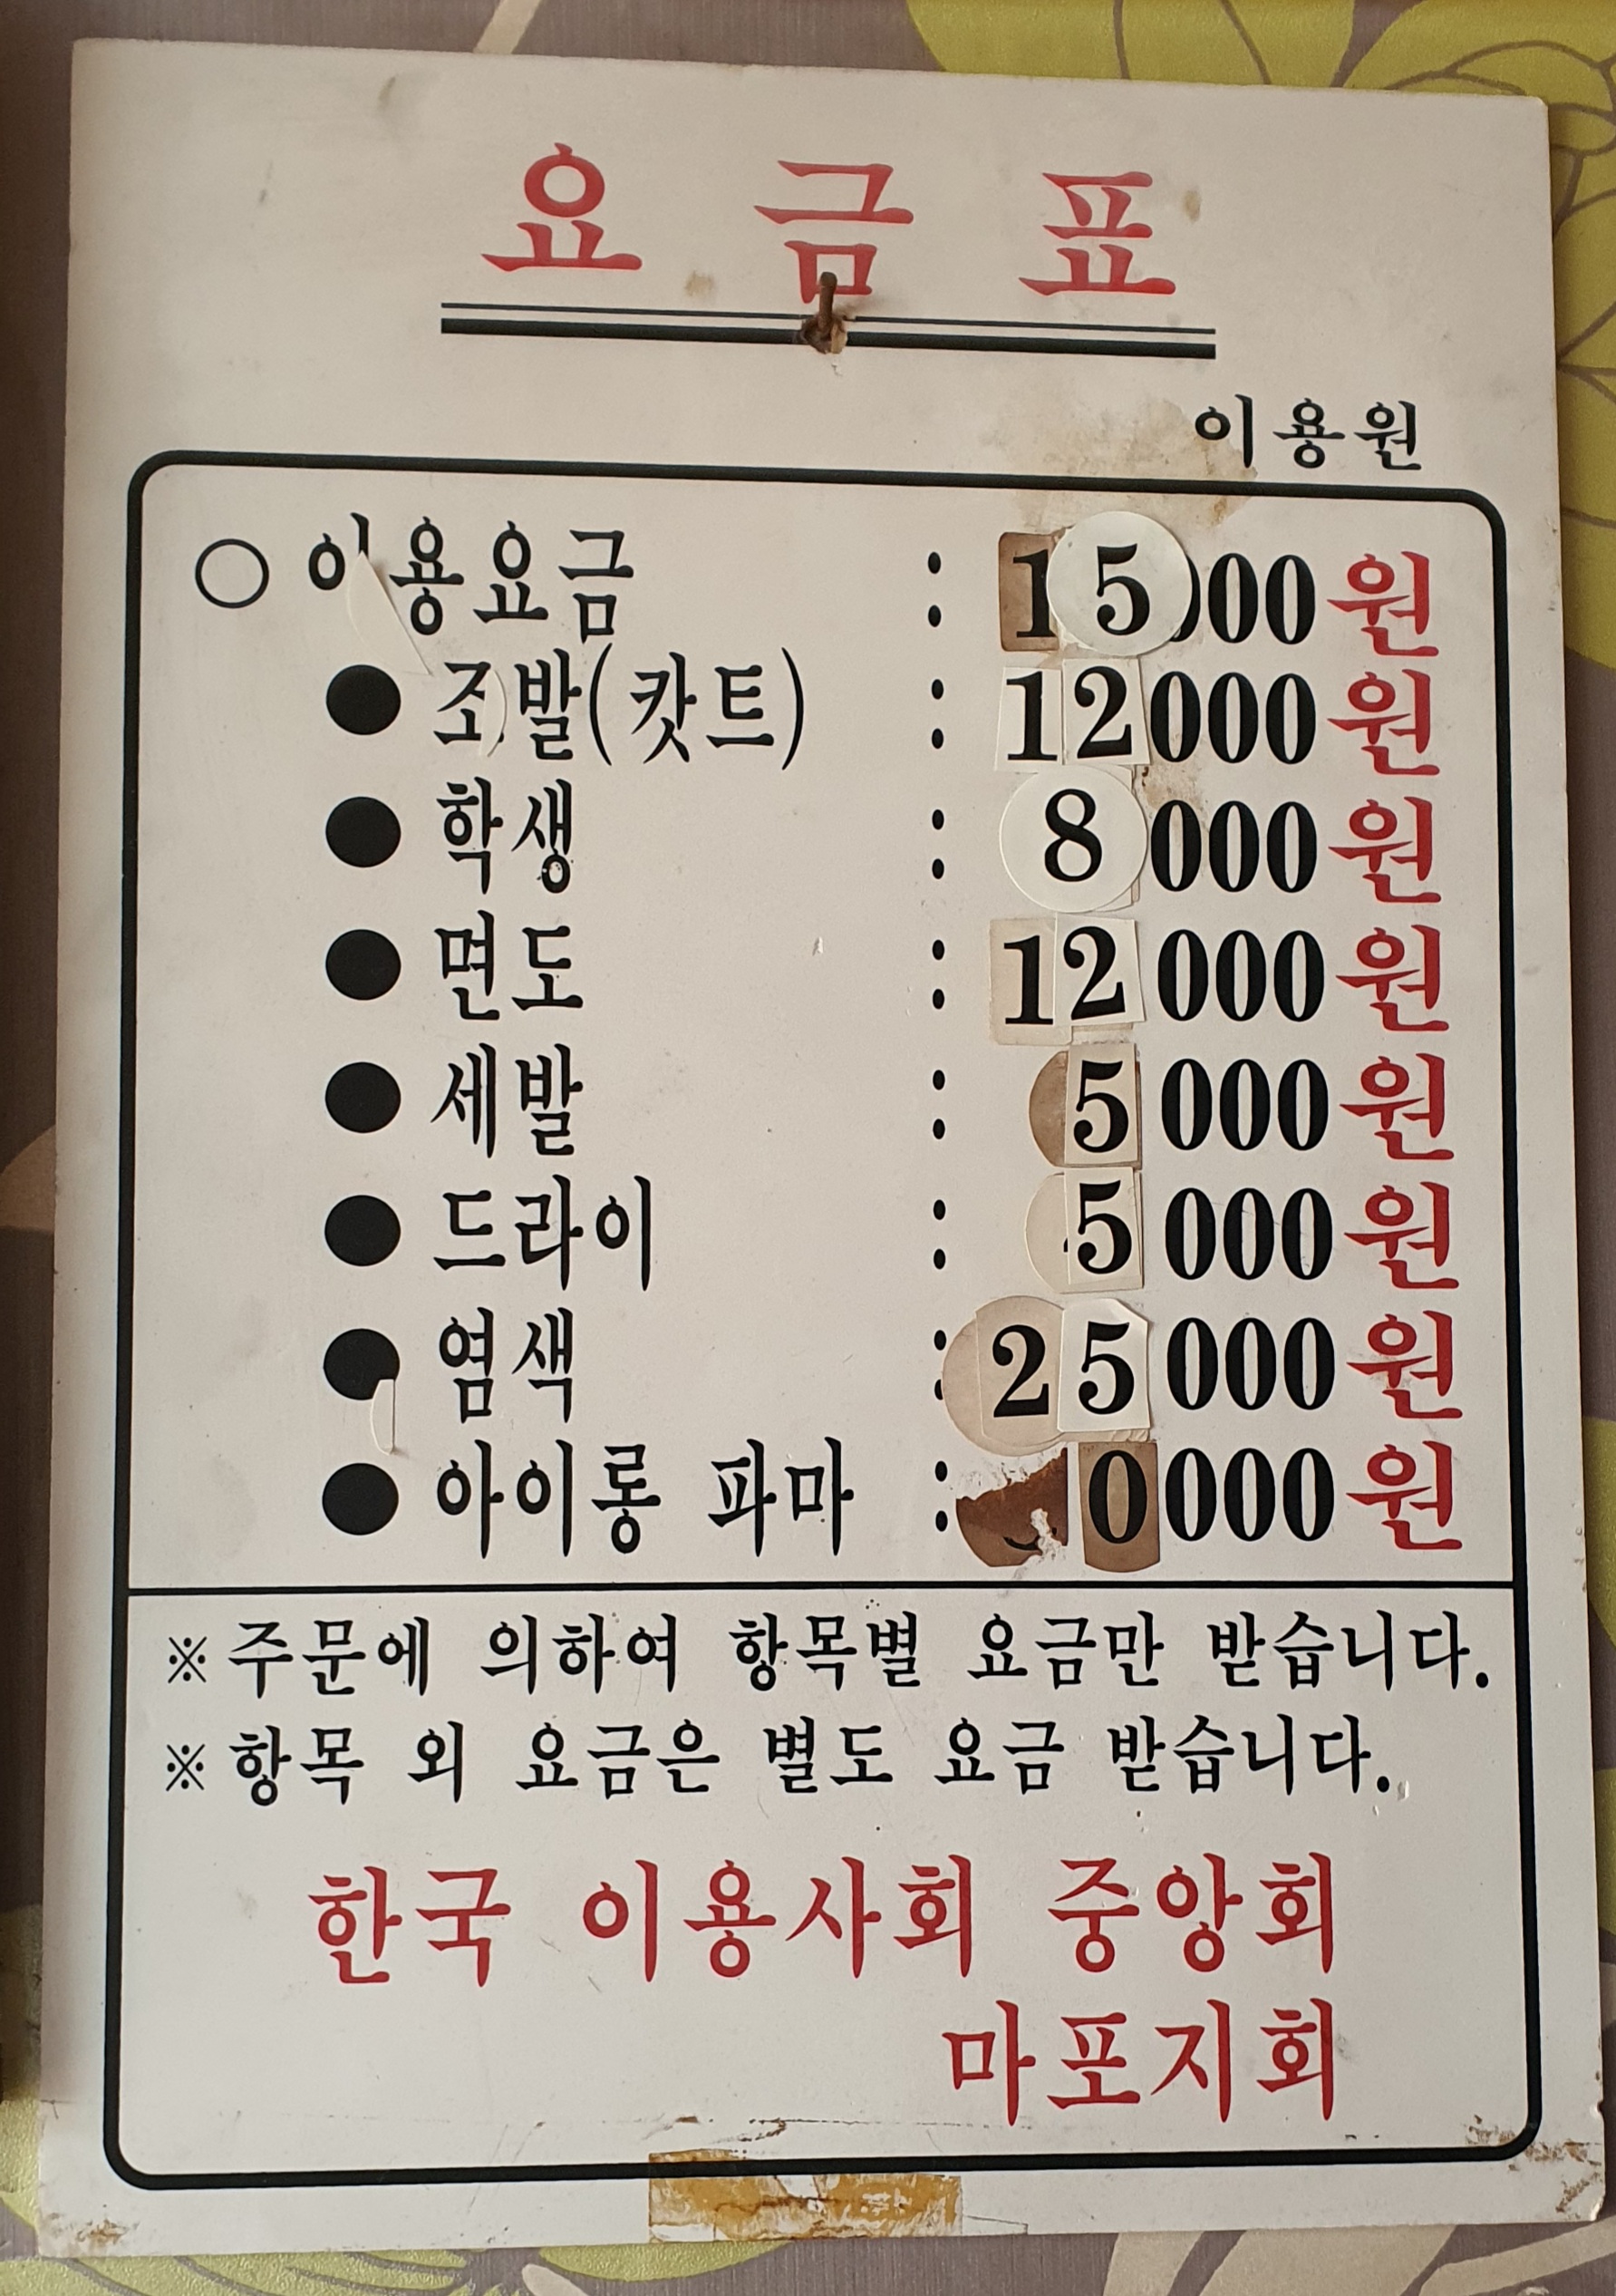 요금표
이용원
○ 이용요금 : 15000원
● 조발(캇트) : 12000원
● 학생 : 8000원
● 면도 : 12000원
● 세발 : 5000원
● 드라이 : 5000원
● 염색 : 25000원
● 아이롱 파마 : 0000원
※ 주문에 의하여 항목별 요금만 받습니다.
※ 항목 외 요금은 별도 요금 받습니다.
한국 이용사회 중앙회
마포지회